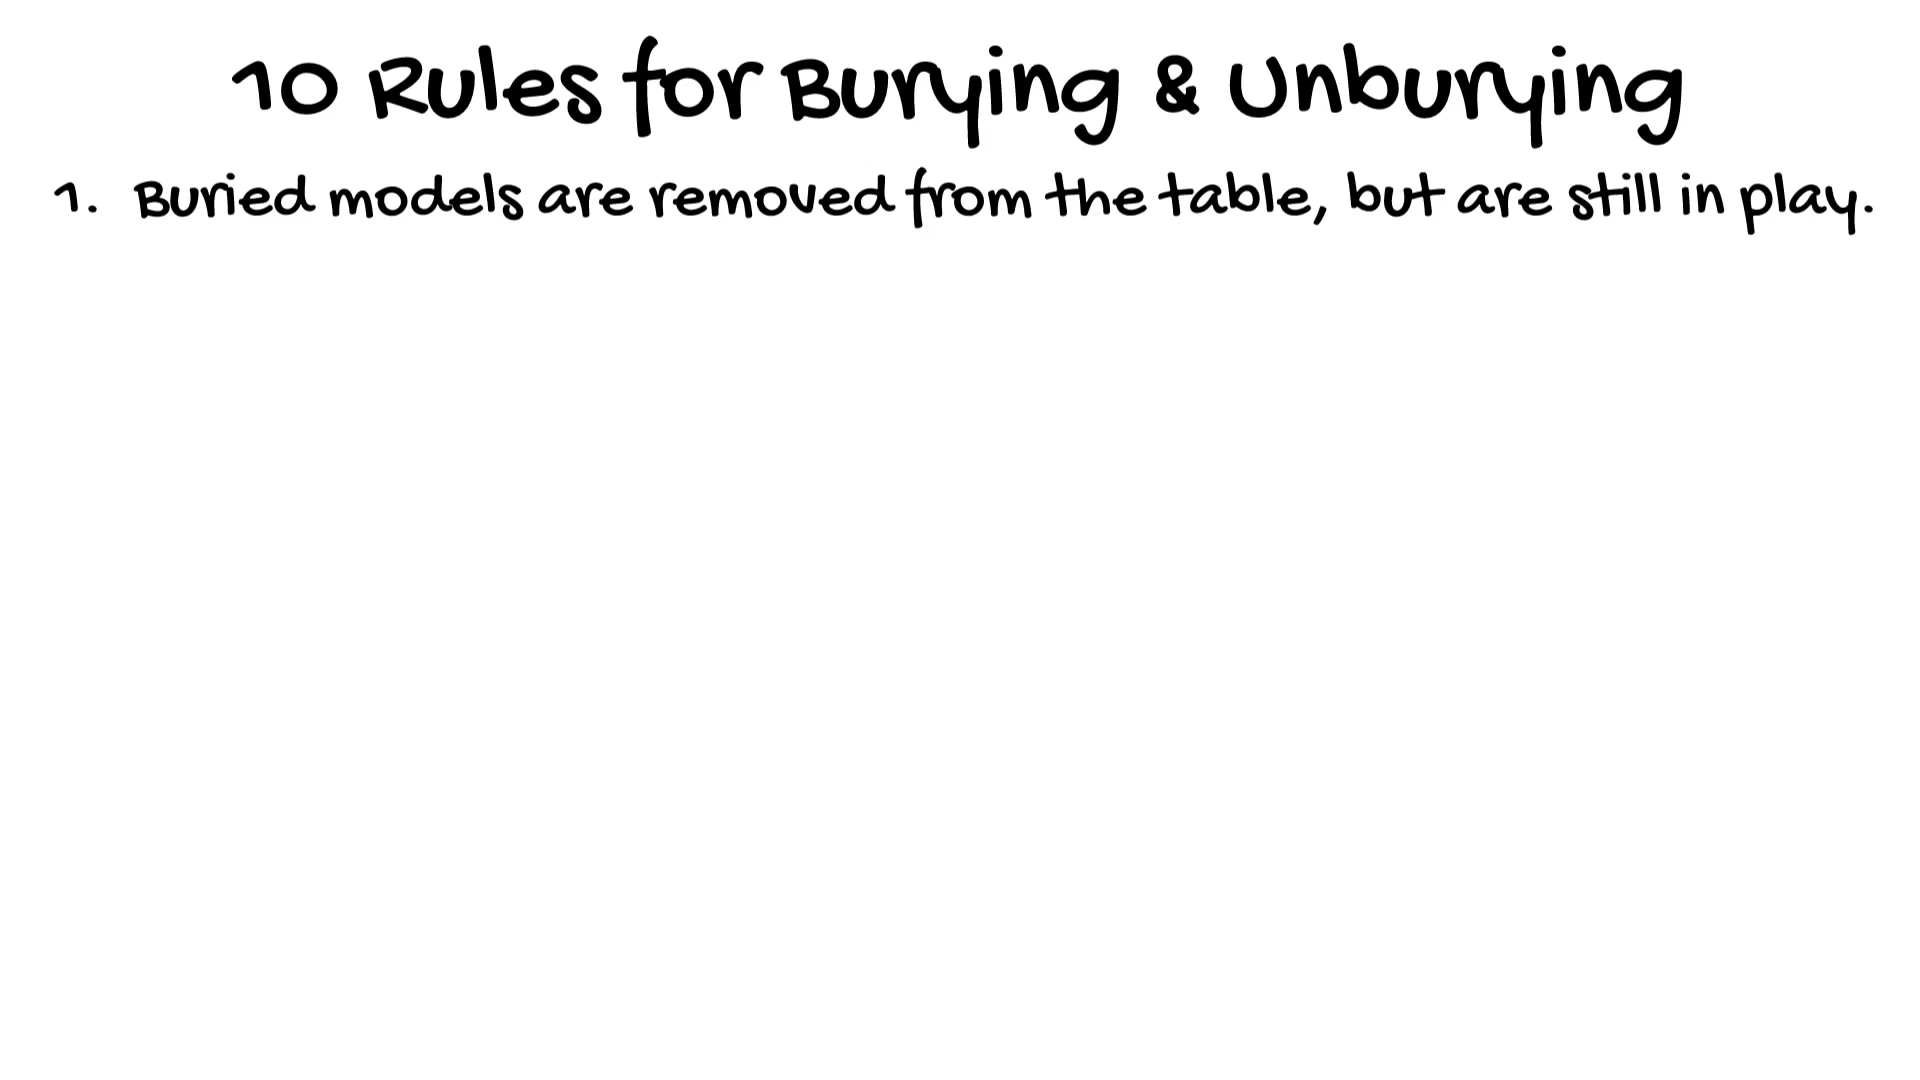 10 Rules for Burying & Unburying
1. Buried models are removed from the table, but are still in play.